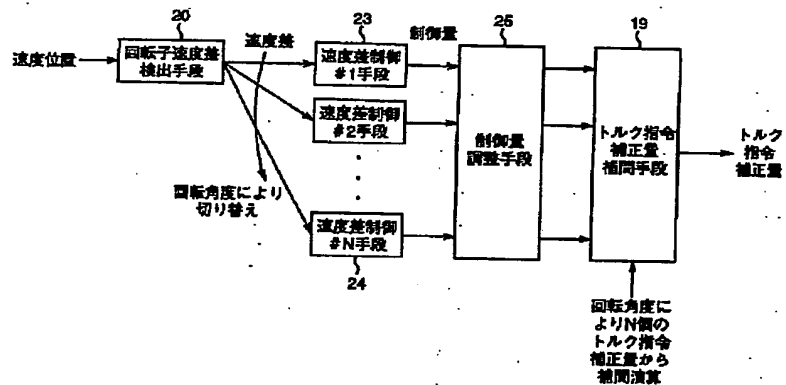 20
23
25
19
速度位置
回転子速度差
検出手段
速度差
速度差制御
#1手段
制御量
速度差制御
#2手段
制御量
調整手段
トルク指令
補正量
補間手段
トルク
指令
補正量
回転角度により
切り替え
速度差制御
#N手段
24
回転角度に
よりN個の
トルク指令
補正量から
補間演算